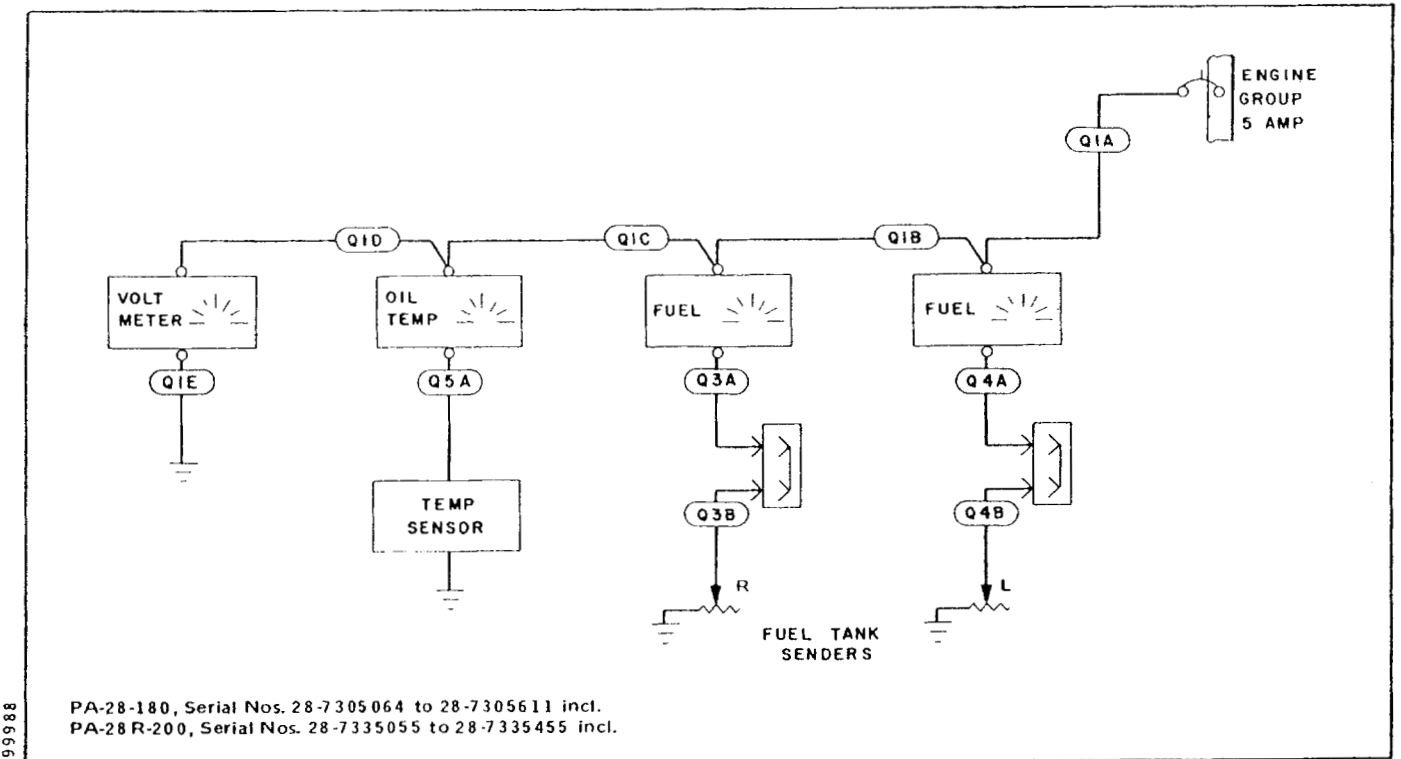 ENGINE
GROUP
5 AMP
Q1A
Q1D
Q1C
Q1B
VOLT
METER
OIL
TEMP
FUEL
FUEL
Q1E
Q5A
Q3A
Q4A
TEMP
SENSOR
Q3B
Q4B
R
L
FUEL TANK
SENDERS
PA-28-180, Serial Nos. 28-7305064 to 28-7305611 incl.
PA-28R-200, Serial Nos. 28-7335055 to 28-7335455 incl.
99988